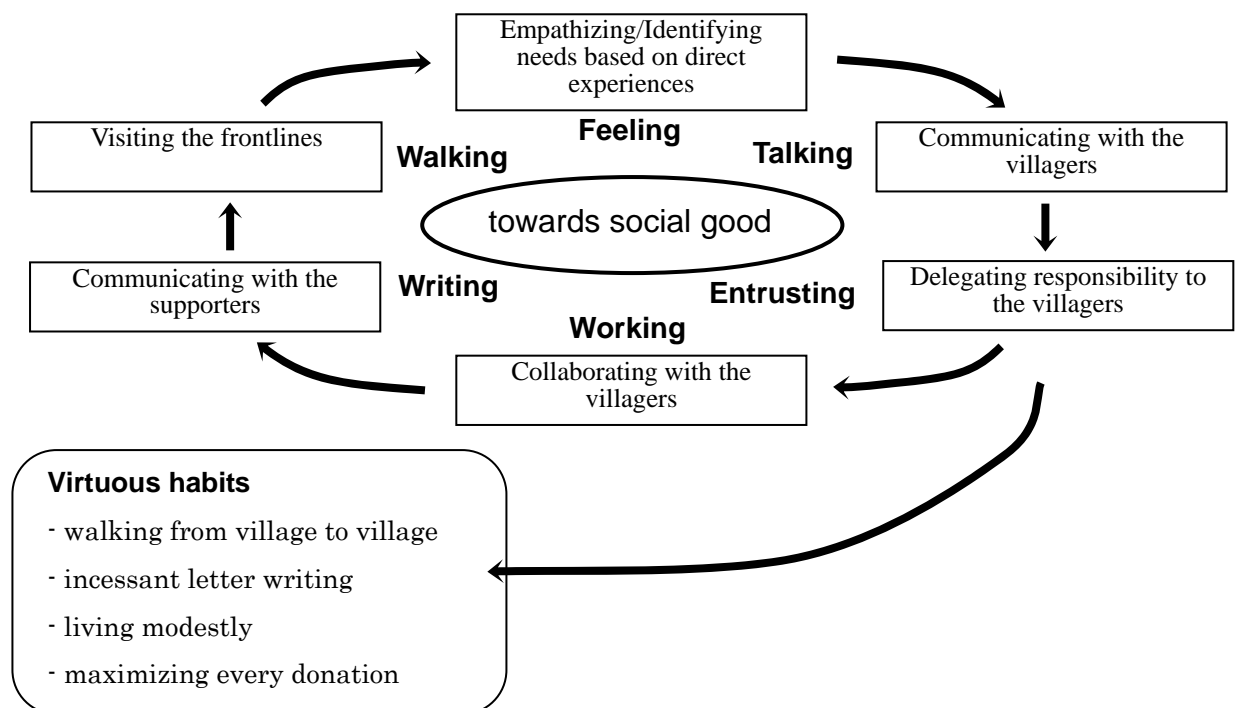 Empathizing/Identifying
needs based on direct
experiences
Feeling
Visiting the frontlines
Walking
Talking
Communicating with the
villagers
towards social good
Communicating with the
supporters
Writing
Entrusting
Delegating responsibility to
the villagers
Working
Collaborating with the
villagers
Virtuous habits
- walking from village to village
- incessant letter writing
- living modestly
- maximizing every donation